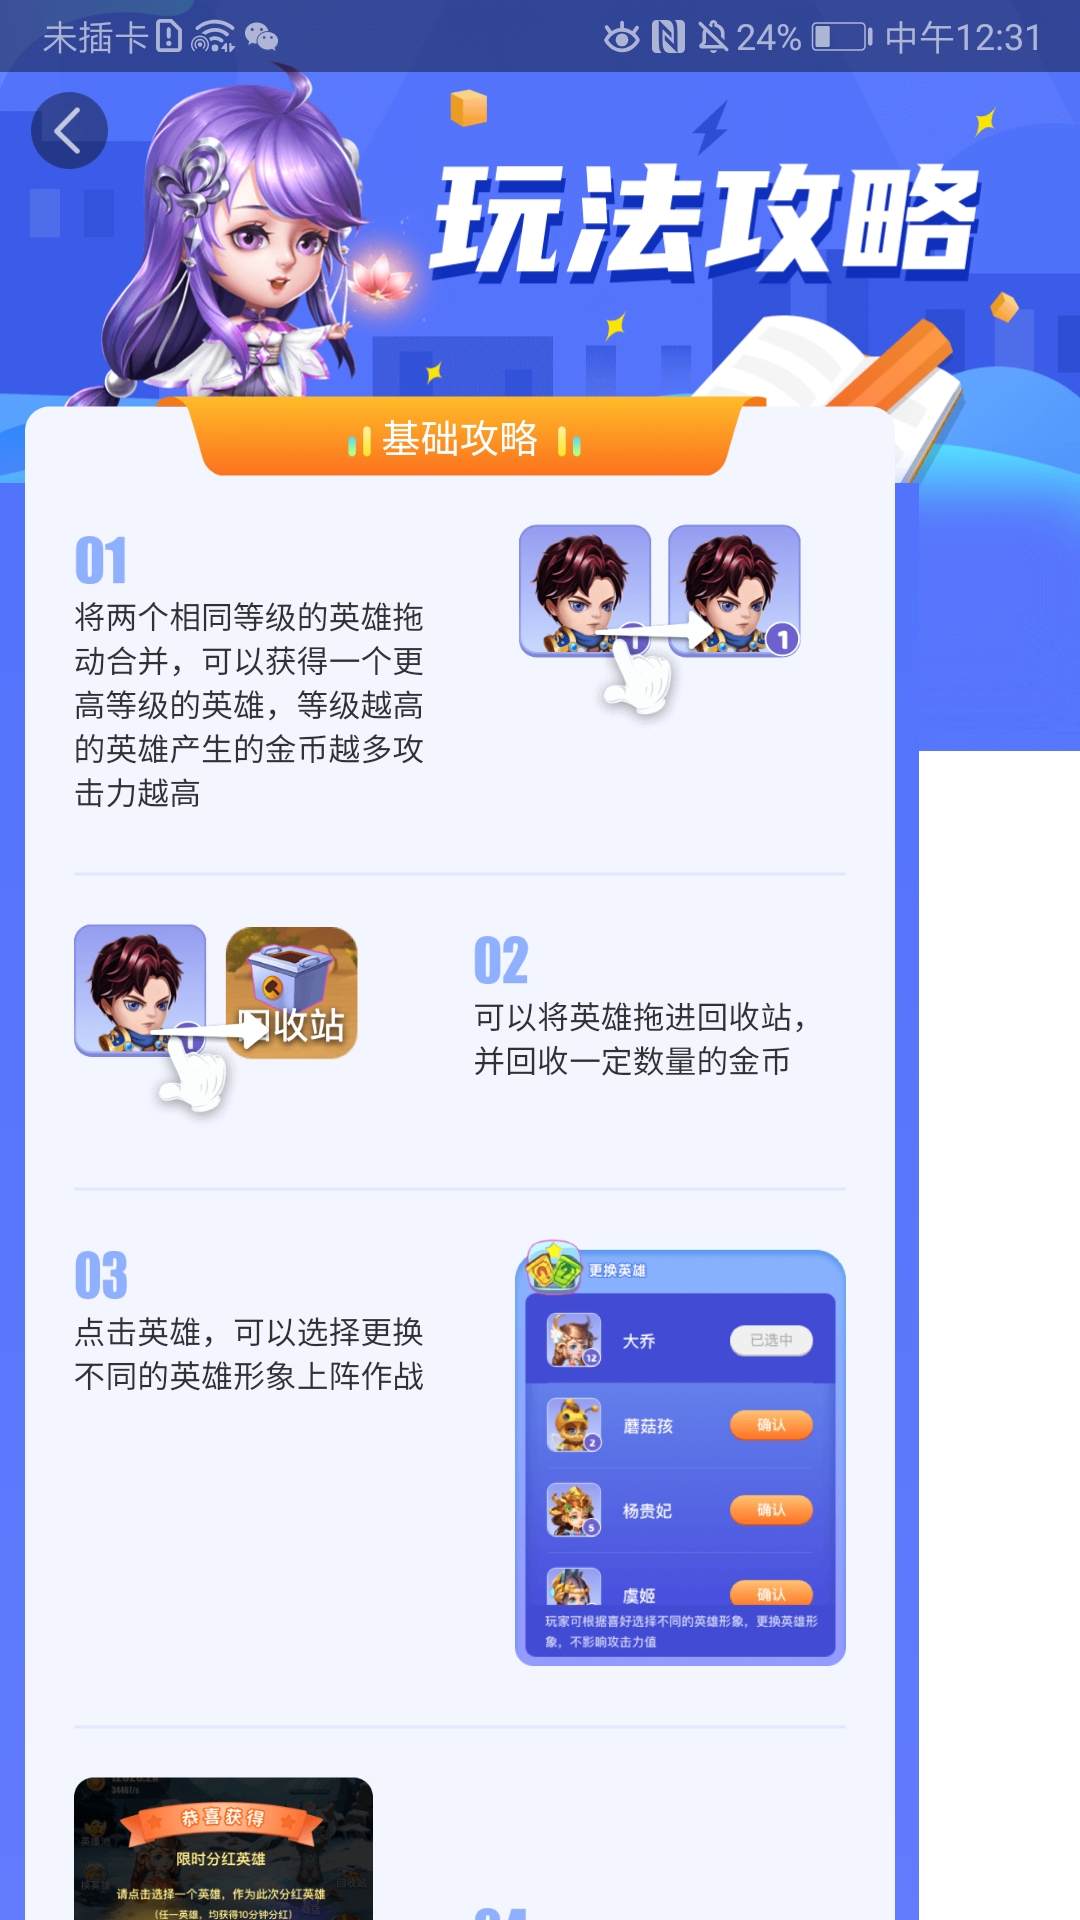 未插卡 24% 中午12:31
玩法攻略
基础攻略
01
将两个相同等级的英雄拖
动合并，可以获得一个更
高等级的英雄，等级越高
的英雄产生的金币越多攻
击力越高
1
1
1
回收站
02
可以将英雄拖进回收站，
并回收一定数量的金币
03
点击英雄，可以选择更换
不同的英雄形象上阵作战
更换英雄
12
大乔
已选中
2
蘑菇孩
确认
5
杨贵妃
确认
虞姬
确认
玩家可根据喜好选择不同的英雄形象，更换英雄形
象，不影响攻击力值
恭喜获得
限时分红英雄
请点击选择一个英雄，作为此次分红英雄
(任一英雄，均获得10分钟分红)
04